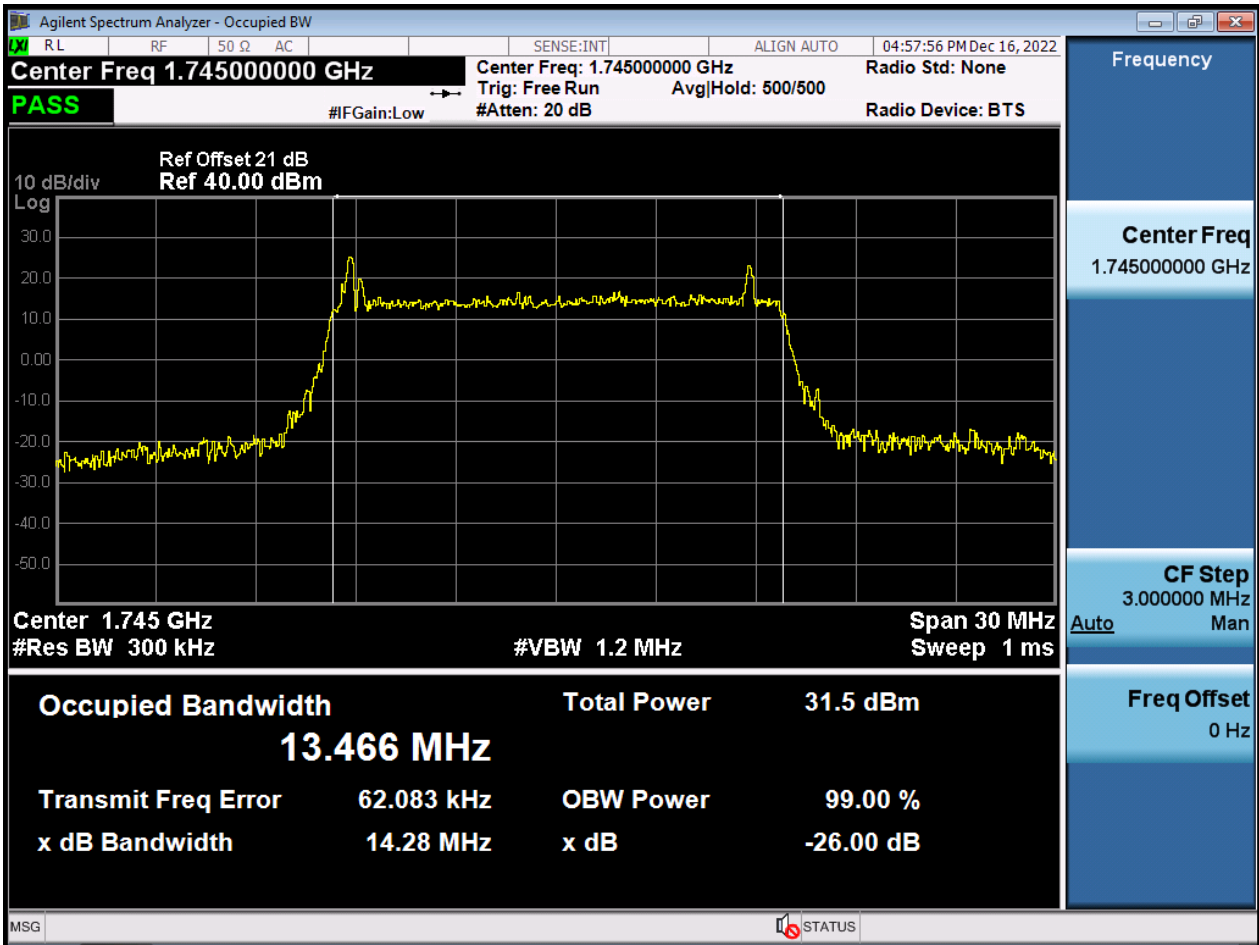 Agilent Spectrum Analyzer - Occupied BW
LXI RL RF 50 Ω AC SENSE:INT ALIGN AUTO 04:57:56 PM Dec 16, 2022
Center Freq 1.745000000 GHz
PASS
#IFGain:Low
Center Freq: 1.745000000 GHz
Trig: Free Run Avg|Hold: 500/500
#Atten: 20 dB
Radio Std: None
Radio Device: BTS
Ref Offset 21 dB
10 dB/div Ref 40.00 dBm
Log
30.0
20.0
10.0
0.00
-10.0
-20.0
-30.0
-40.0
-50.0
Center 1.745 GHz Span 30 MHz
#Res BW 300 kHz #VBW 1.2 MHz Sweep 1 ms
Occupied Bandwidth Total Power 31.5 dBm
13.466 MHz
Transmit Freq Error 62.083 kHz OBW Power 99.00 %
x dB Bandwidth 14.28 MHz x dB -26.00 dB
Frequency
Center Freq
1.745000000 GHz
CF Step
3.000000 MHz
Auto Man
Freq Offset
0 Hz
MSG STATUS